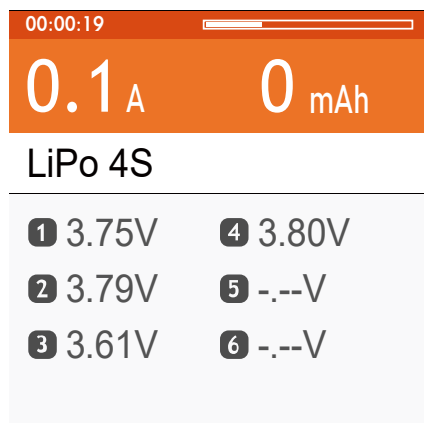 00:00:19
0.1 A 0 mAh
LiPo 4S
1 3.75V 4 3.80V
2 3.79V 5 -.--V
3 3.61V 6 -.--V